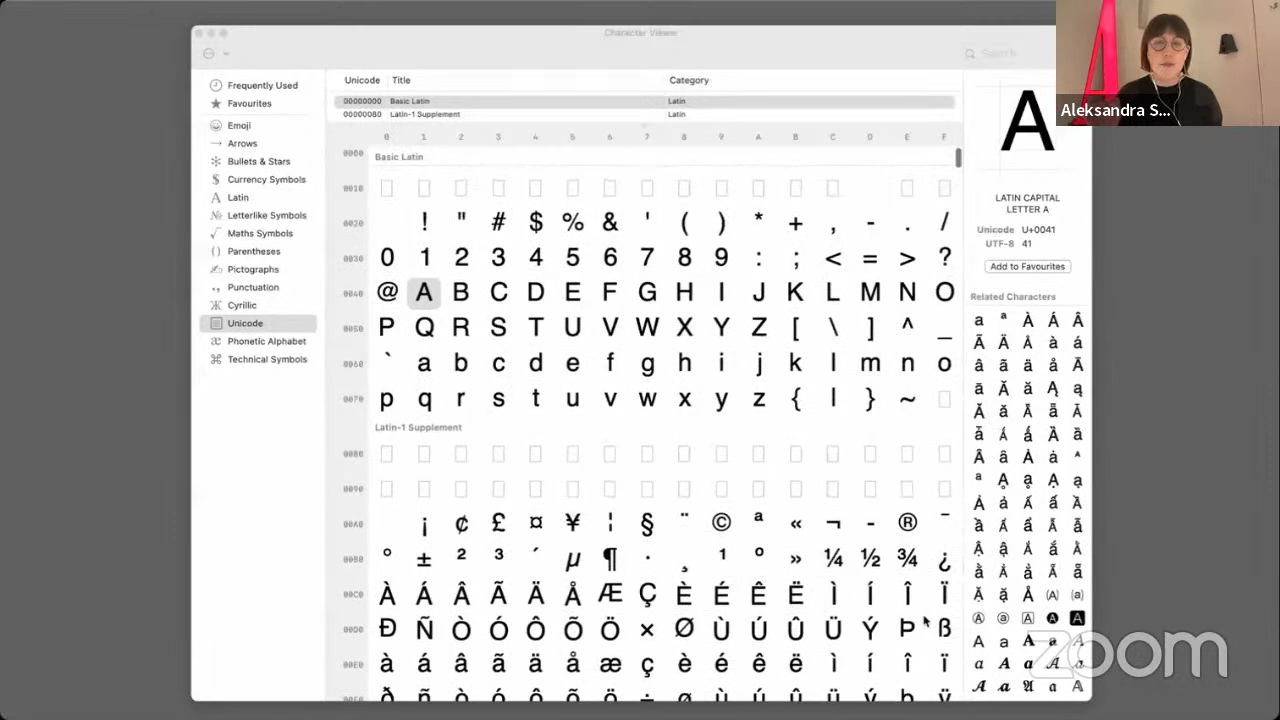 Character Viewer
Search
Aleksandra S...
Frequently Used
Favourites
Emoji
Arrows
Bullets & Stars
Currency Symbols
Latin
Letterlike Symbols
Maths Symbols
Parentheses
Pictographs
Punctuation
Cyrillic
Unicode
Phonetic Alphabet
Technical Symbols
Unicode Title Category
00000000 Basic Latin Latin
00000080 Latin-1 Supplement Latin
0 1 2 3 4 5 6 7 8 9 A B C D E F
0000 Basic Latin
0010
0020 ! " # $ % & ' ( ) * + , - . /
0030 0 1 2 3 4 5 6 7 8 9 : ; < = > ?
0040 @ A B C D E F G H I J K L M N O
0050 P Q R S T U V W X Y Z [ \ ] ^ _
0060 ` a b c d e f g h i j k l m n o
0070 p q r s t u v w x y z { | } ~
Latin-1 Supplement
0080
0090
00A0 ¡ ¢ £ ¤ ¥ ¦ § ¨ © ª « ¬ - ® ¯
00B0 ° ± ² ³ ´ µ ¶ · ¸ ¹ º » ¼ ½ ¾ ¿
00C0 À Á Â Ã Ä Å Æ Ç È É Ê Ë Ì Í Î Ï
00D0 Ð Ñ Ò Ó Ô Õ Ö × Ø Ù Ú Û Ü Ý Þ ß
00E0 à á â ã ä å æ ç è é ê ë ì í î ï
00F0 ð ñ ò ó ô õ ö ÷ ø ù ú û ü ý þ ÿ
A
LATIN CAPITAL
LETTER A
Unicode U+0041
UTF-8 41
Add to Favourites
Related Characters
a ª À Á Â
Ã Ä Å à á
â ã ä å Ā
zoom